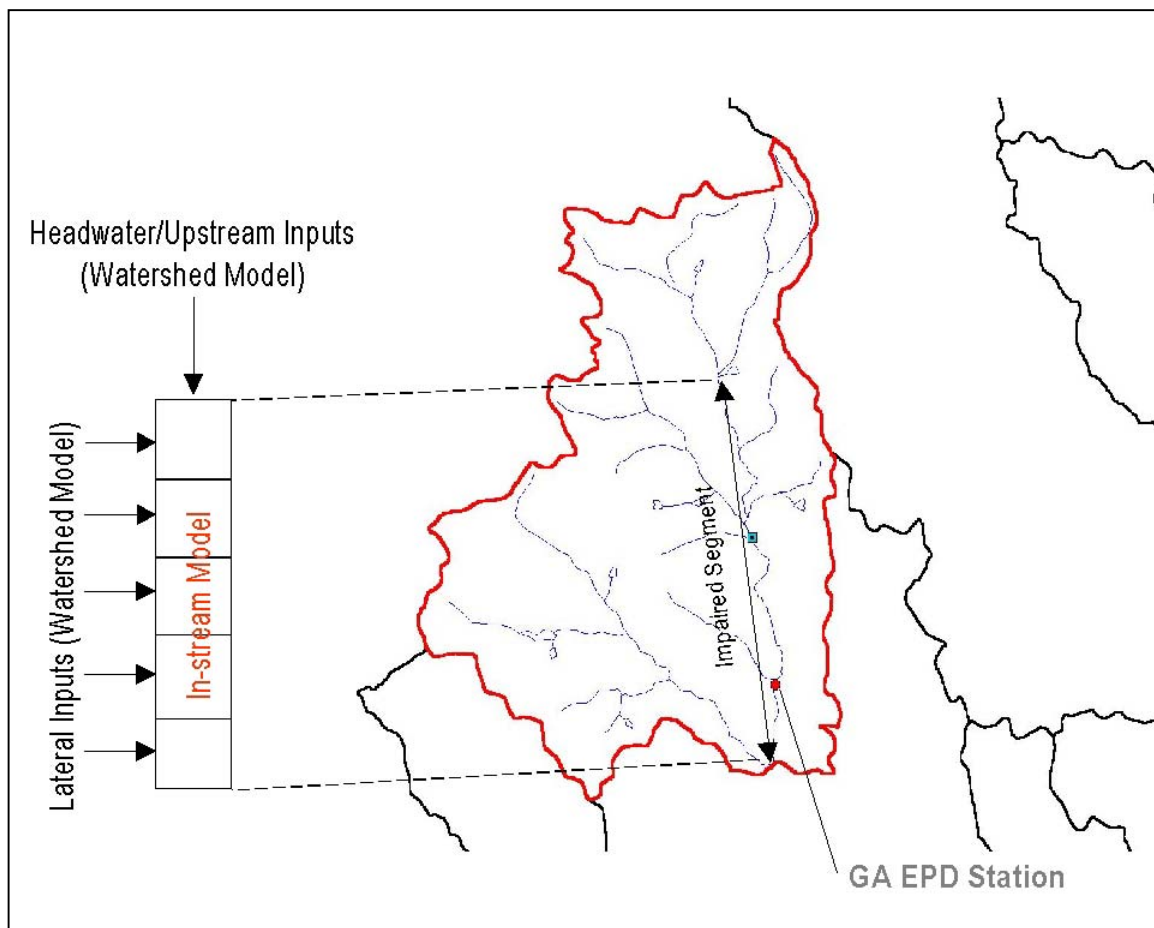 Headwater/Upstream Inputs
(Watershed Model)
Lateral Inputs (Watershed Model)
In-stream Model
Impaired Segment
GA EPD Station